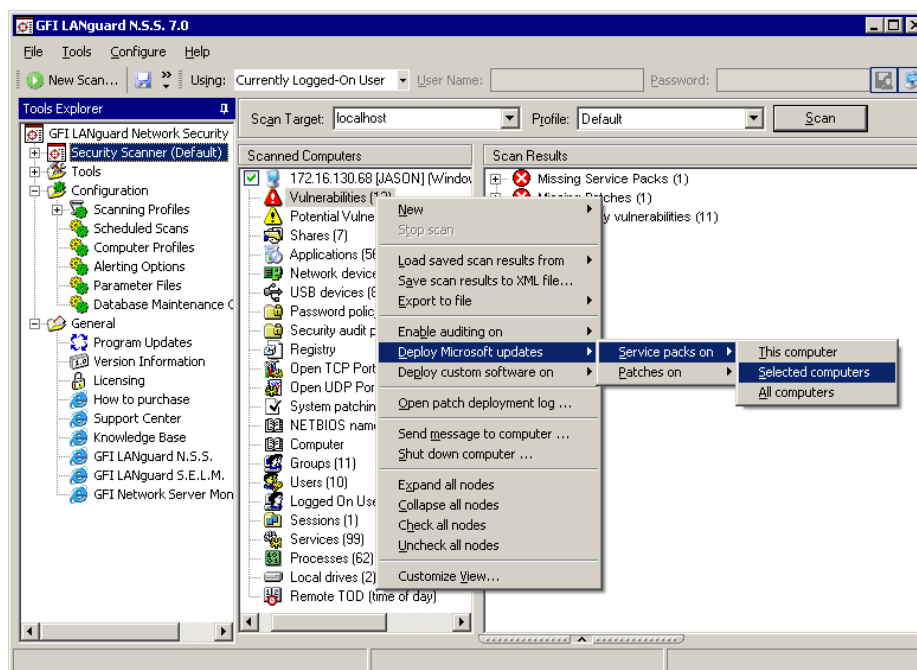 GFI LANguard N.S.S. 7.0
File Tools Configure Help
New Scan... Using: Currently Logged-On User User Name: Password:
Tools Explorer
GFI LANguard Network Security
Security Scanner (Default)
Tools
Configuration
Scanning Profiles
Scheduled Scans
Computer Profiles
Alerting Options
Parameter Files
Database Maintenance
General
Program Updates
Version Information
Licensing
How to purchase
Support Center
Knowledge Base
GFI LANguard N.S.S.
GFI LANguard S.E.L.M.
GFI Network Server Mon
Scan Target: localhost Profile: Default Scan
Scanned Computers
172.16.130.68 [JASON] (Window
Vulnerabilities
Potential Vulne
Shares (7)
Applications (56
Network device
USB devices (8
Password polic
Security audit p
Registry
Open TCP Port
Open UDP Por
System patchin
NETBIOS nam
Computer
Groups (11)
Users (10)
Logged On Use
Sessions (1)
Services (99)
Processes (62)
Local drives (2)
Remote TOD (time of day)
Scan Results
Missing Service Packs (1)
Missing Patches (1)
y vulnerabilities (11)
New
Stop scan
Load saved scan results from
Save scan results to XML file...
Export to file
Enable auditing on
Deploy Microsoft updates
Deploy custom software on
Open patch deployment log ...
Send message to computer ...
Shut down computer ...
Expand all nodes
Collapse all nodes
Check all nodes
Uncheck all nodes
Customize View...
Service packs on
Patches on
This computer
Selected computers
All computers